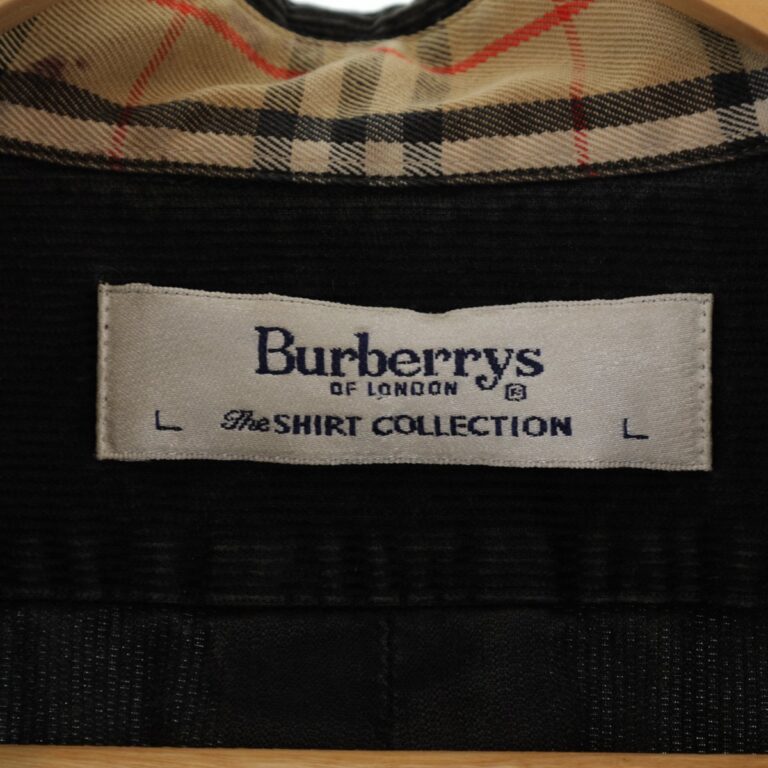 Burberrys
OF LONDON ®
L The SHIRT COLLECTION L